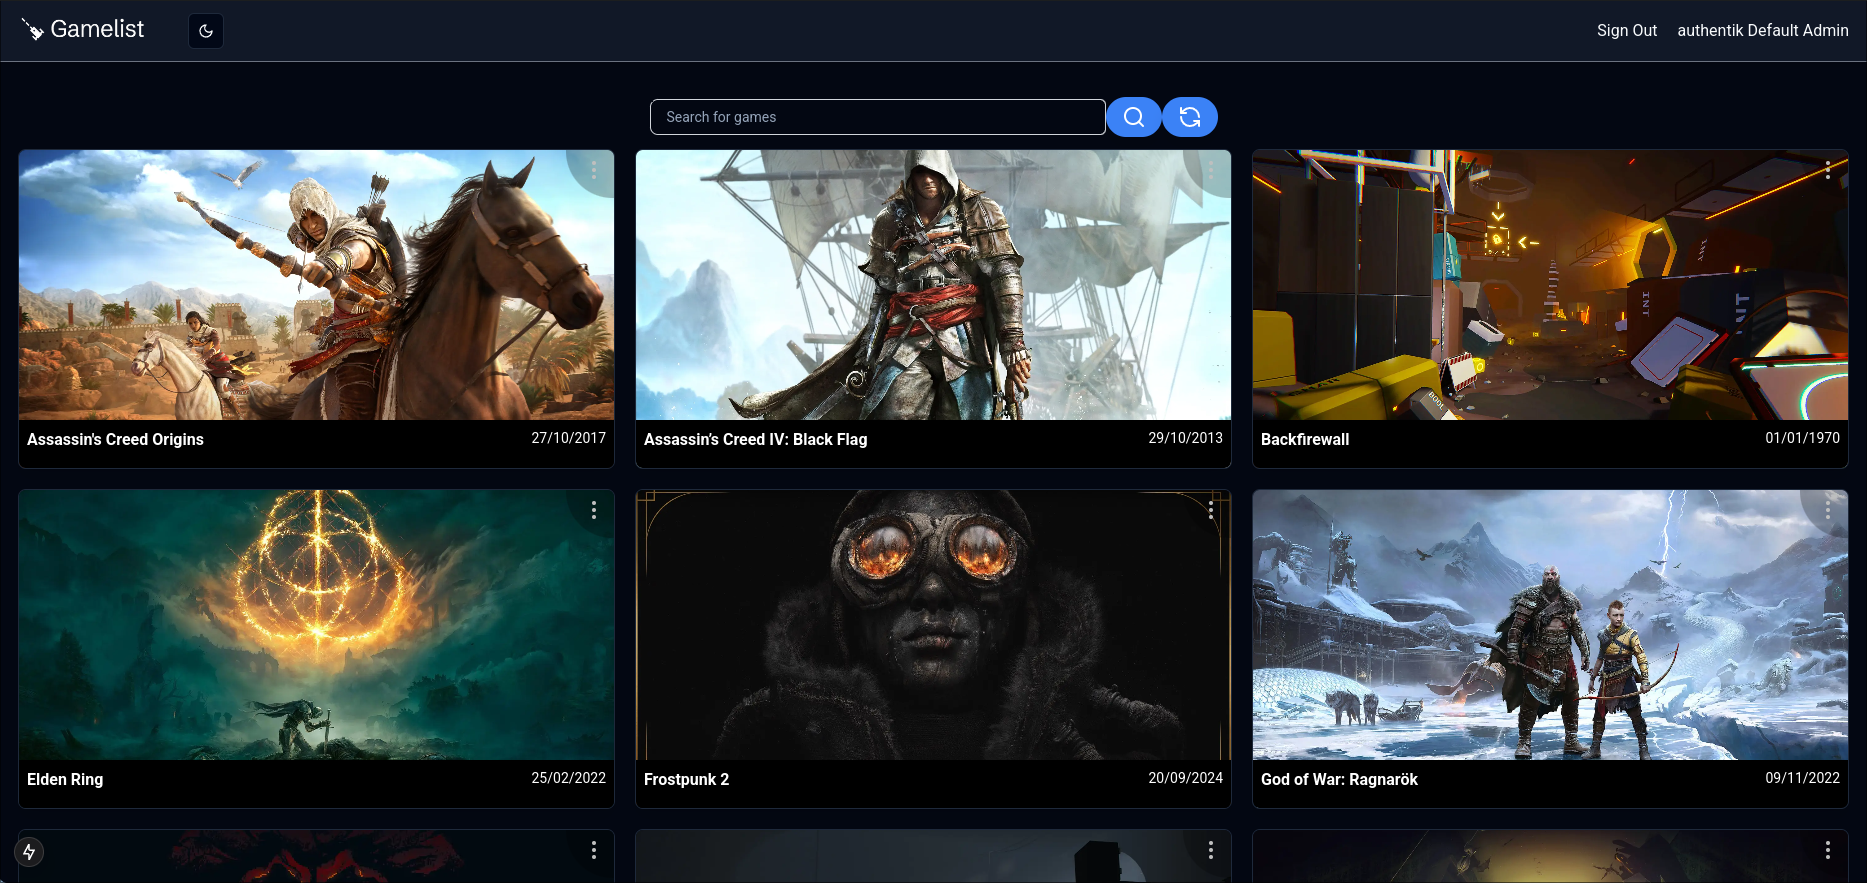 Gamelist
Sign Out authentik Default Admin
Search for games
Assassin's Creed Origins 27/10/2017
Assassin’s Creed IV: Black Flag 29/10/2013
INT
BOOL
Backfirewall 01/01/1970
Elden Ring 25/02/2022
Frostpunk 2 20/09/2024
God of War: Ragnarök 09/11/2022